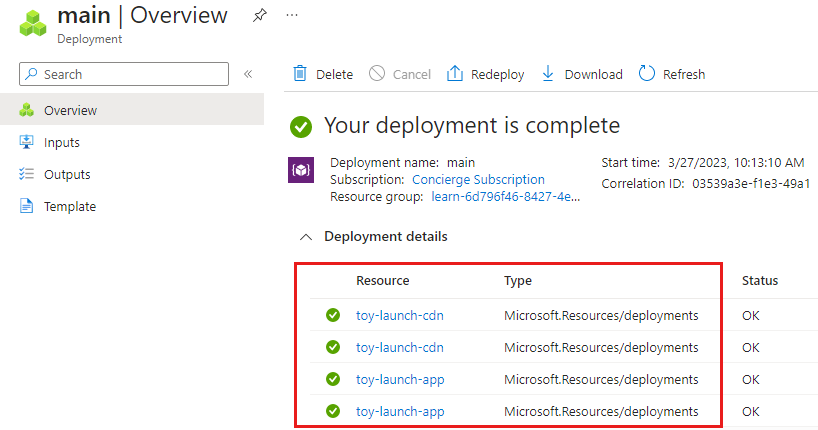 main | Overview
Deployment
Search
Overview
Inputs
Outputs
Template
Delete Cancel Redeploy Download Refresh
Your deployment is complete
Deployment name: main Start time: 3/27/2023, 10:13:10 AM
Subscription: Concierge Subscription Correlation ID: 03539a3e-f1e3-49a1
Resource group: learn-6d796f46-8427-4e...
Deployment details
Resource Type Status
toy-launch-cdn Microsoft.Resources/deployments OK
toy-launch-cdn Microsoft.Resources/deployments OK
toy-launch-app Microsoft.Resources/deployments OK
toy-launch-app Microsoft.Resources/deployments OK